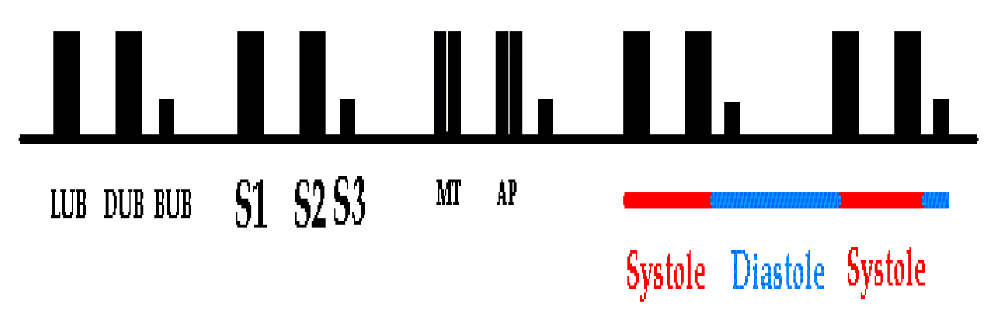 LUB DUB BUB S1 S2 S3 MT AP
Systole Diastole Systole